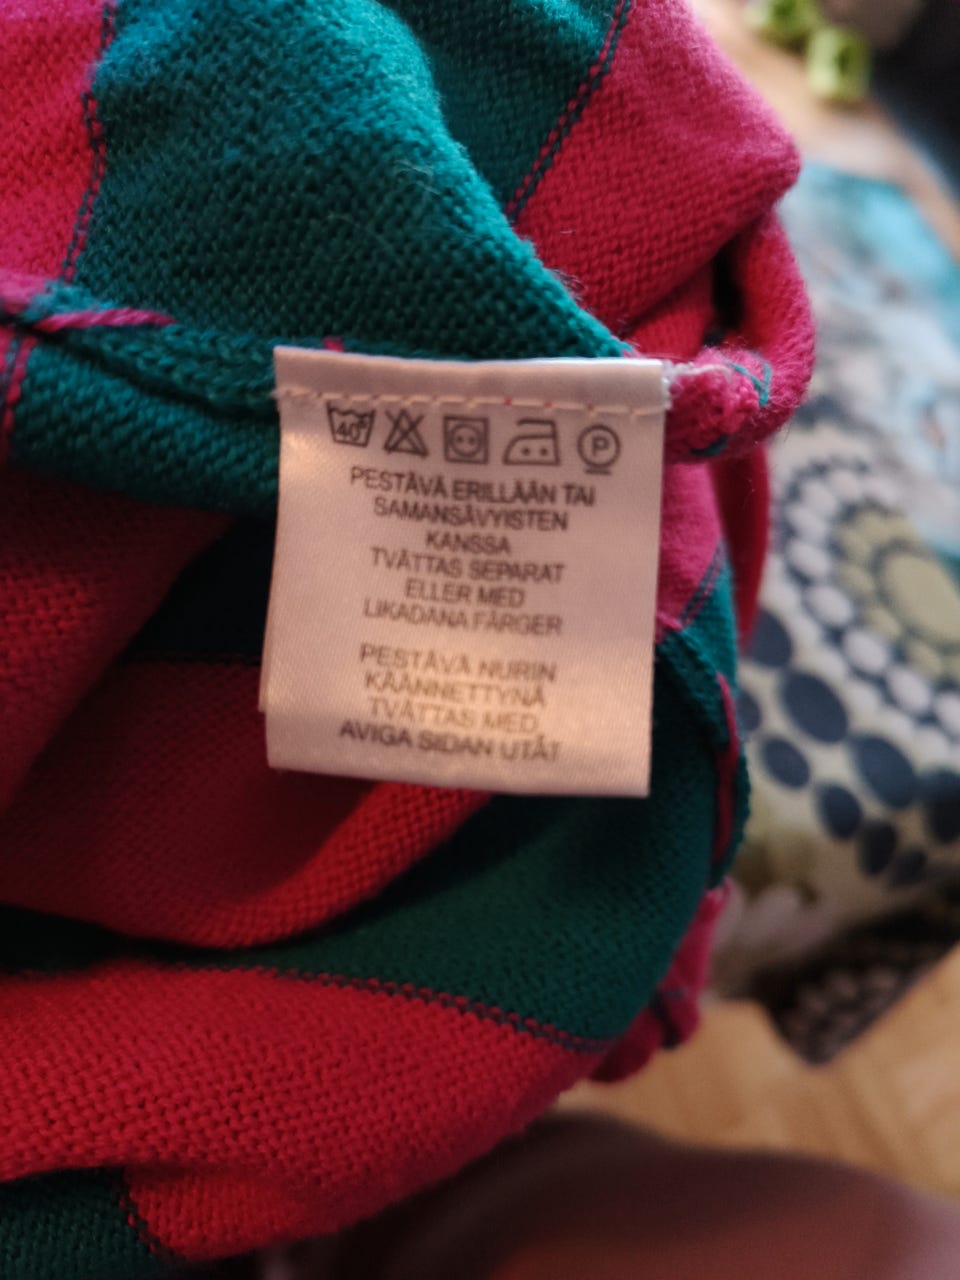 40° P
PESTÄVÄ ERILLÄÄN TAI
SAMANSÄVYISTEN
KANSSA
TVÄTTAS SEPARAT
ELLER MED
LIKADANA FÄRGER
PESTÄVÄ NURIN
KÄÄNNETTYNÄ
TVÄTTAS MED
AVIGA SIDAN UTÅT